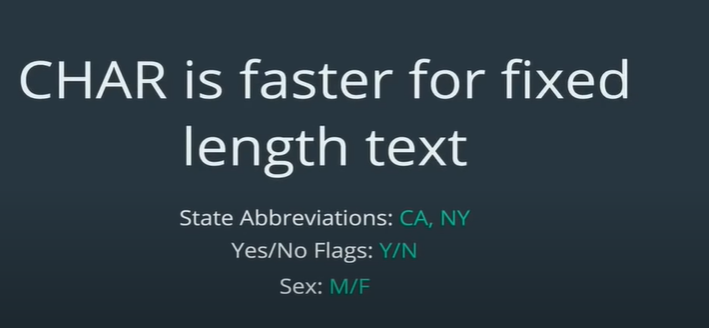 CHAR is faster for fixed
length text
State Abbreviations: CA, NY
Yes/No Flags: Y/N
Sex: M/F